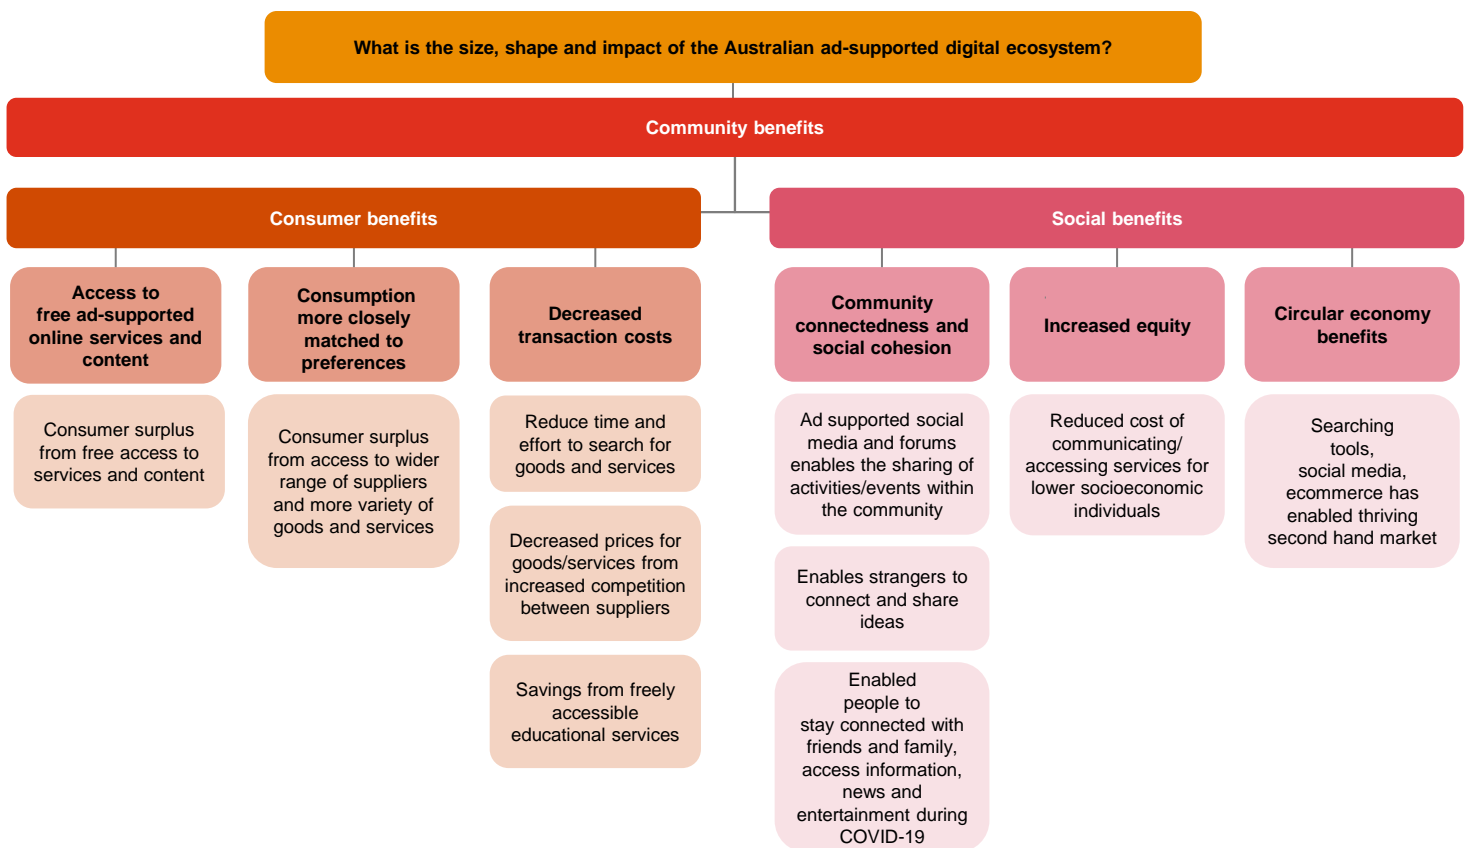 What is the size, shape and impact of the Australian ad-supported digital ecosystem?
Community benefits
Consumer benefits
Social benefits
Access to
free ad-supported
online services and
content
Consumption
more closely
matched to
preferences
Decreased
transaction costs
Community
connectedness and
social cohesion
Increased equity
Circular economy
benefits
Consumer surplus
from free access to
services and content
Consumer surplus
from access to wider
range of suppliers
and more variety of
goods and services
Reduce time and
effort to search for
goods and services
Decreased prices for
goods/services from
increased competition
between suppliers
Savings from freely
accessible
educational services
Ad supported social
media and forums
enables the sharing of
activities/events within
the community
Enables strangers to
connect and share
ideas
Enabled
people to
stay connected with
friends and family,
access information,
news and
entertainment during
COVID-19
Reduced cost of
communicating/
accessing services for
lower socioeconomic
individuals
Searching
tools,
social media,
ecommerce has
enabled thriving
second hand market